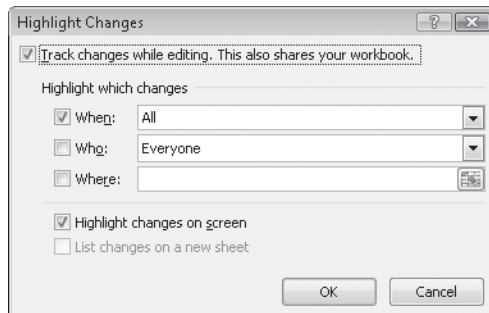 Highlight Changes
Track changes while editing. This also shares your workbook.
Highlight which changes
When: All
Who: Everyone
Where:
Highlight changes on screen
List changes on a new sheet
OK Cancel